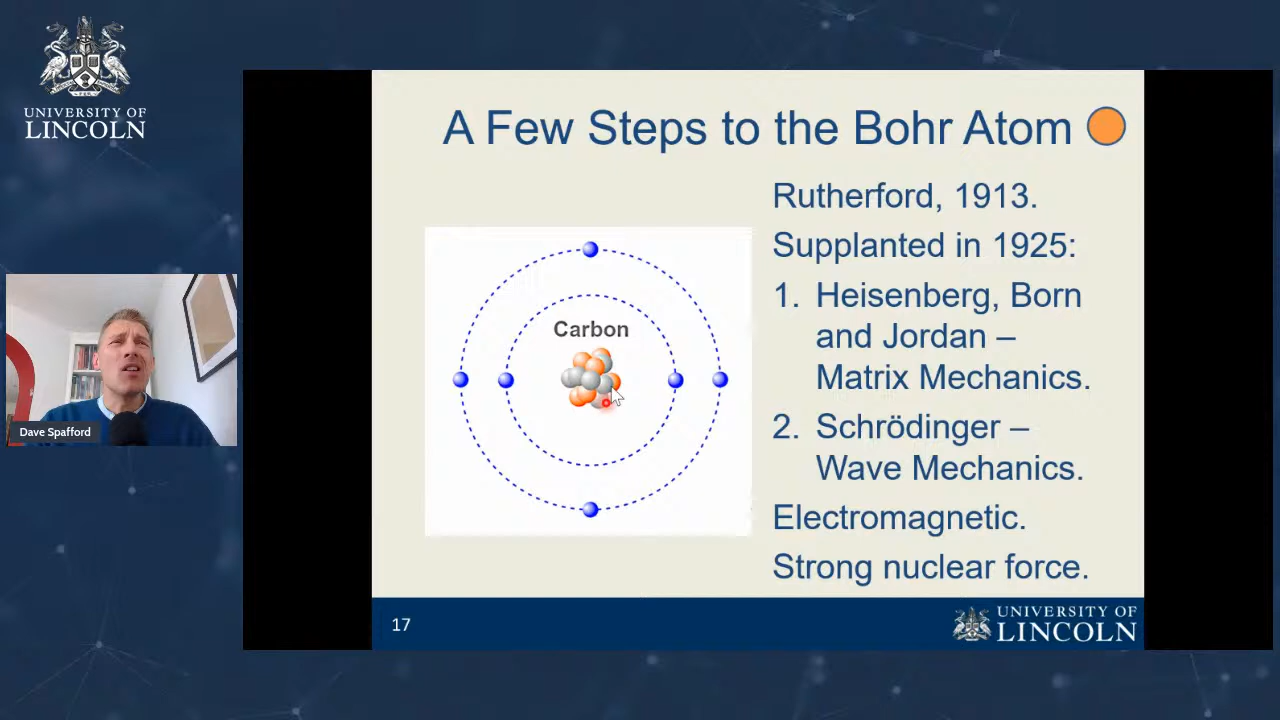 UNIVERSITY OF
LINCOLN
A Few Steps to the Bohr Atom
Rutherford, 1913.
Supplanted in 1925:
1. Heisenberg, Born
and Jordan –
Matrix Mechanics.
2. Schrödinger –
Wave Mechanics.
Electromagnetic.
Strong nuclear force.
Carbon
Dave Spafford
17
UNIVERSITY OF
LINCOLN